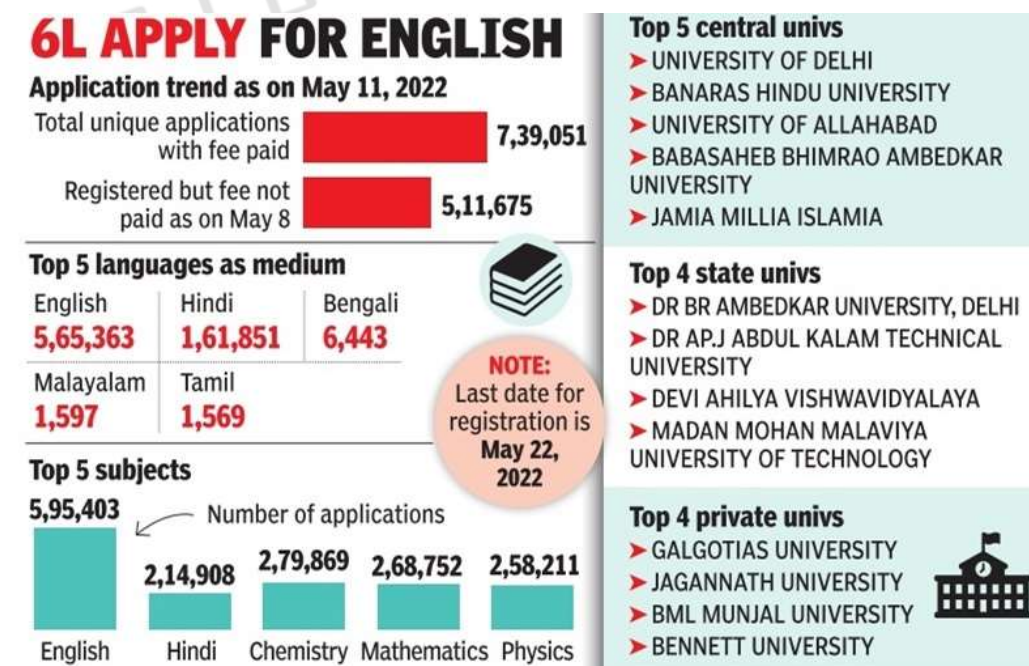 6L APPLY FOR ENGLISH
Application trend as on May 11, 2022
Total unique applications
with fee paid
7,39,051
Registered but fee not
paid as on May 8
5,11,675
Top 5 languages as medium
English
5,65,363
Hindi
1,61,851
Bengali
6,443
Malayalam
1,597
Tamil
1,569
NOTE:
Last date for
registration is
May 22,
2022
Top 5 subjects
Number of applications
5,95,403
English
2,14,908
Hindi
2,79,869
Chemistry
2,68,752
Mathematics
2,58,211
Physics
Top 5 central univs
➤ UNIVERSITY OF DELHI
➤ BANARAS HINDU UNIVERSITY
➤ UNIVERSITY OF ALLAHABAD
➤ BABASAHEB BHIMRAO AMBEDKAR
UNIVERSITY
➤ JAMIA MILLIA ISLAMIA
Top 4 state univs
➤ DR BR AMBEDKAR UNIVERSITY, DELHI
➤ DR AP.J ABDUL KALAM TECHNICAL
UNIVERSITY
➤ DEVI AHILYA VISHWAVIDYALAYA
➤ MADAN MOHAN MALAVIYA
UNIVERSITY OF TECHNOLOGY
Top 4 private univs
➤ GALGOTIAS UNIVERSITY
➤ JAGANNATH UNIVERSITY
➤ BML MUNJAL UNIVERSITY
➤ BENNETT UNIVERSITY